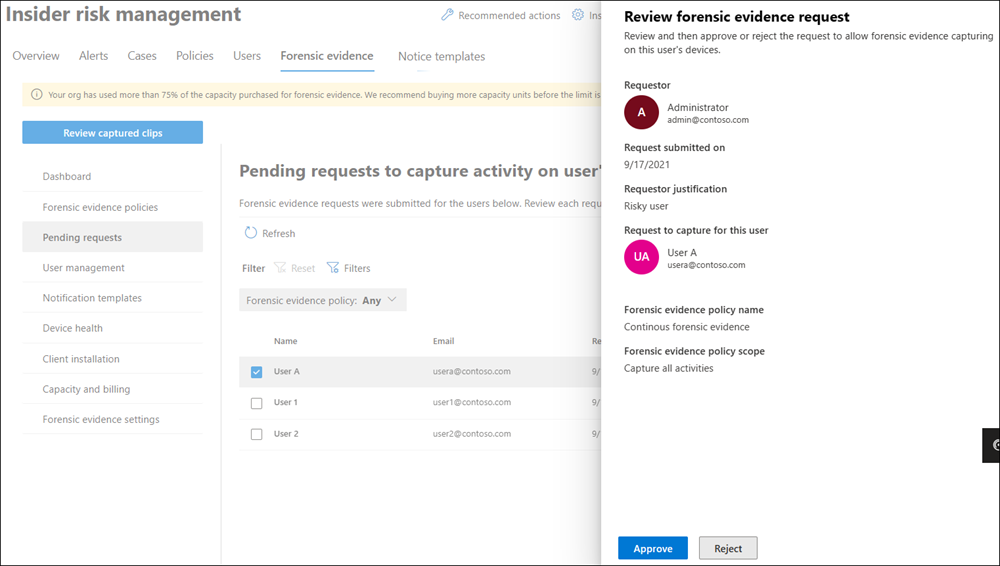 Insider risk management
Recommended actions
Overview Alerts Cases Policies Users Forensic evidence Notice templates
Your org has used more than 75% of the capacity purchased for forensic evidence. We recommend buying more capacity units before the limit is
Review captured clips
Dashboard
Forensic evidence policies
Pending requests
User management
Notification templates
Device health
Client installation
Capacity and billing
Forensic evidence settings
Pending requests to capture activity on user'
Forensic evidence requests were submitted for the users below. Review each requ
Refresh
Filter Reset Filters
Forensic evidence policy: Any
Name Email Re
User A usera@contoso.com 9/
User 1 user1@contoso.com 9/
User 2 user2@contoso.com 9/
Review forensic evidence request
Review and then approve or reject the request to allow forensic evidence capturing
on this user's devices.
Requestor
A
Administrator
admin@contoso.com
Request submitted on
9/17/2021
Requestor justification
Risky user
Request to capture for this user
UA
User A
usera@contoso.com
Forensic evidence policy name
Continous forensic evidence
Forensic evidence policy scope
Capture all activities
Approve Reject